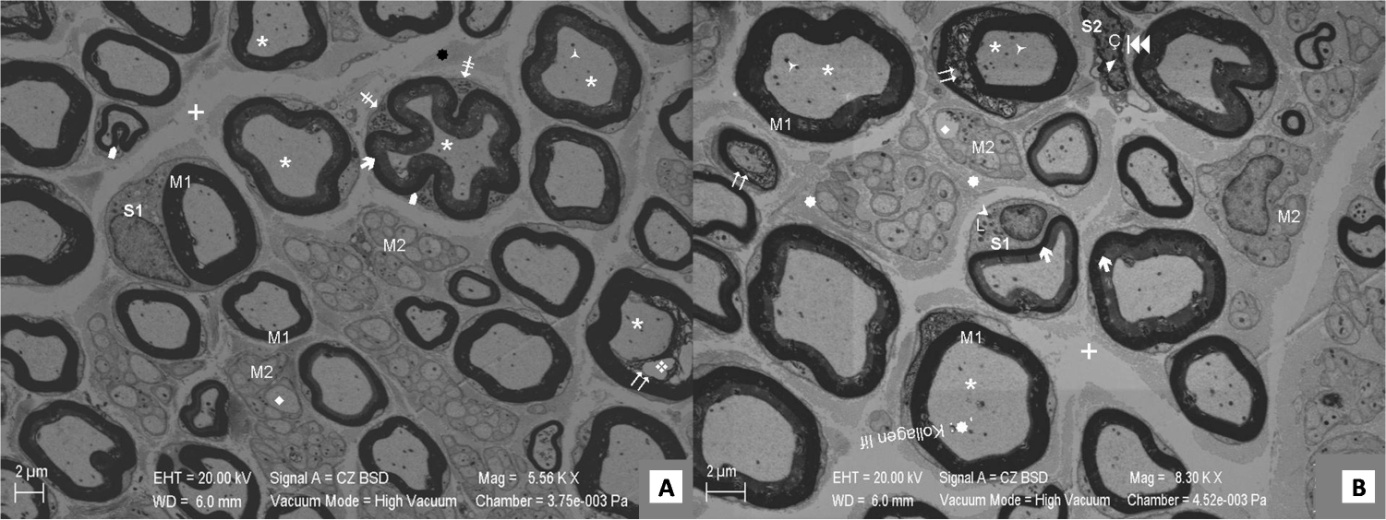 M1
S1
M2
M1
M2
2 µm
EHT = 20.00 kV Signal A = CZ BSD Mag = 5.56 K X
WD = 6.0 mm Vacuum Mode = High Vacuum Chamber = 3.75e-003 Pa
A
S2
C
M1
M2
M2
L
S1
M1
Kollagen lif
2 µm
EHT = 20.00 kV Signal A = CZ BSD Mag = 8.30 K X
WD = 6.0 mm Vacuum Mode = High Vacuum Chamber = 4.52e-003 Pa
B